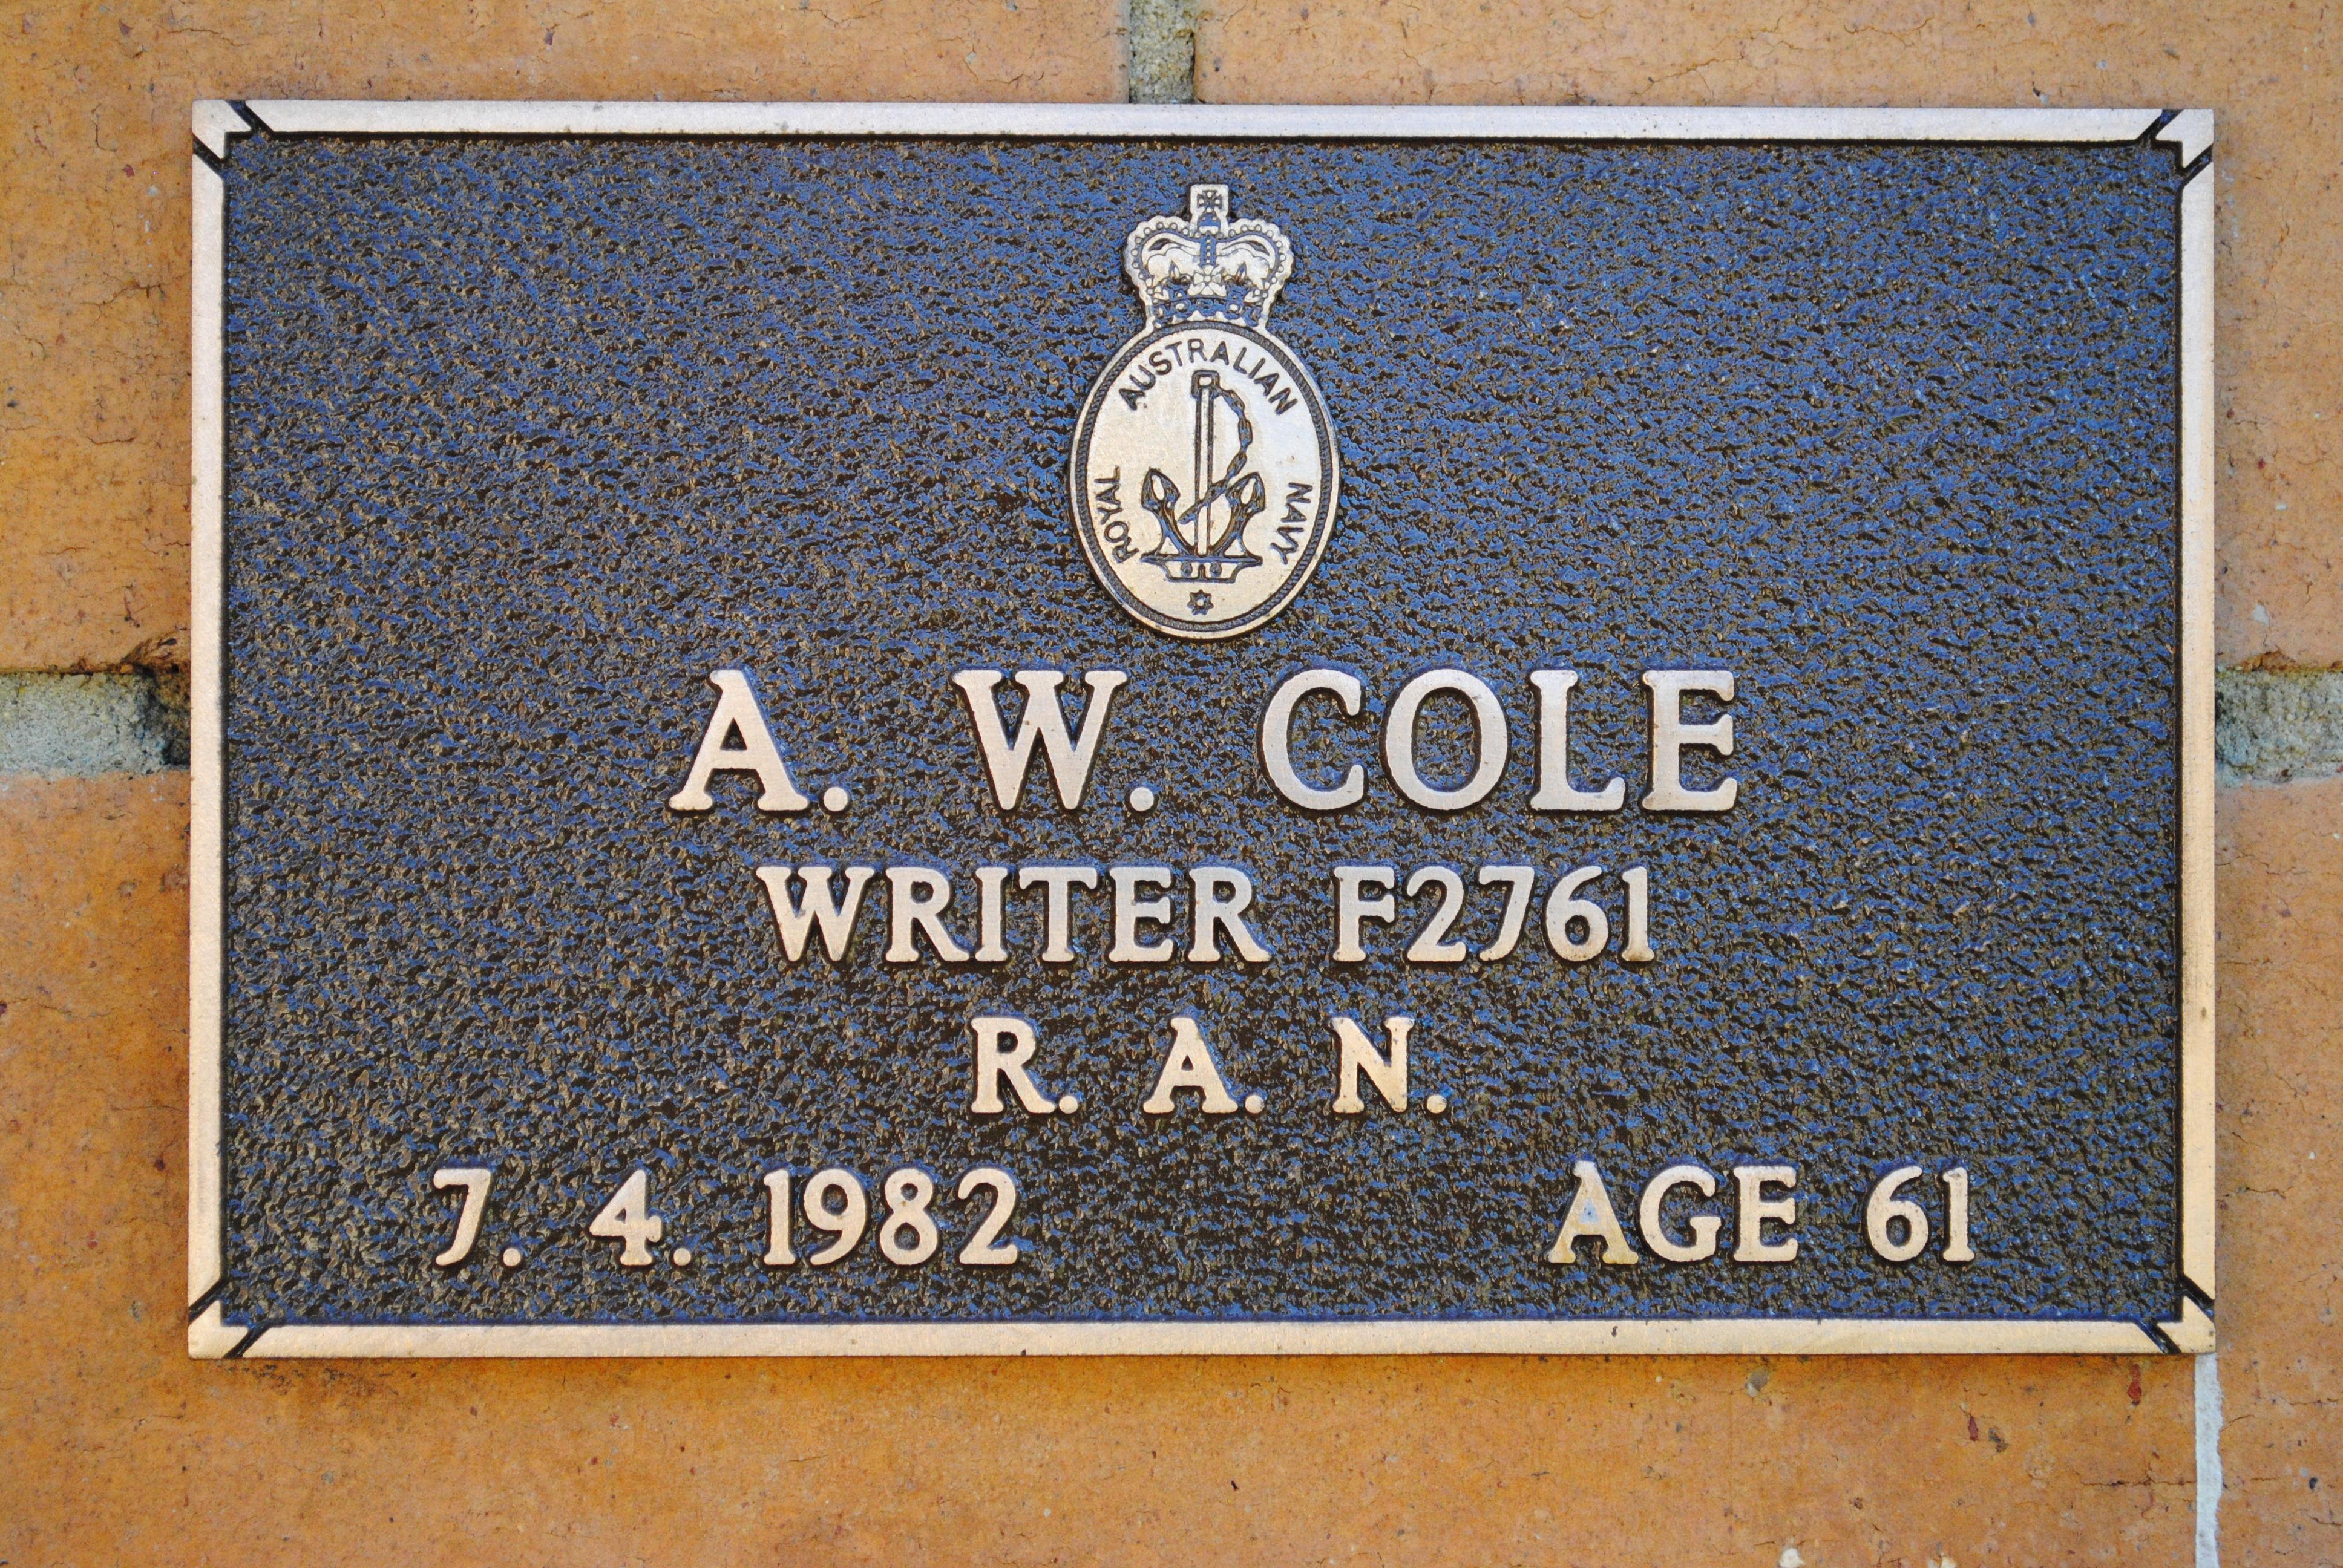 ROYAL AUSTRALIAN NAVY
A. W. COLE
WRITER F2761
R. A. N.
7. 4. 1982 AGE 61